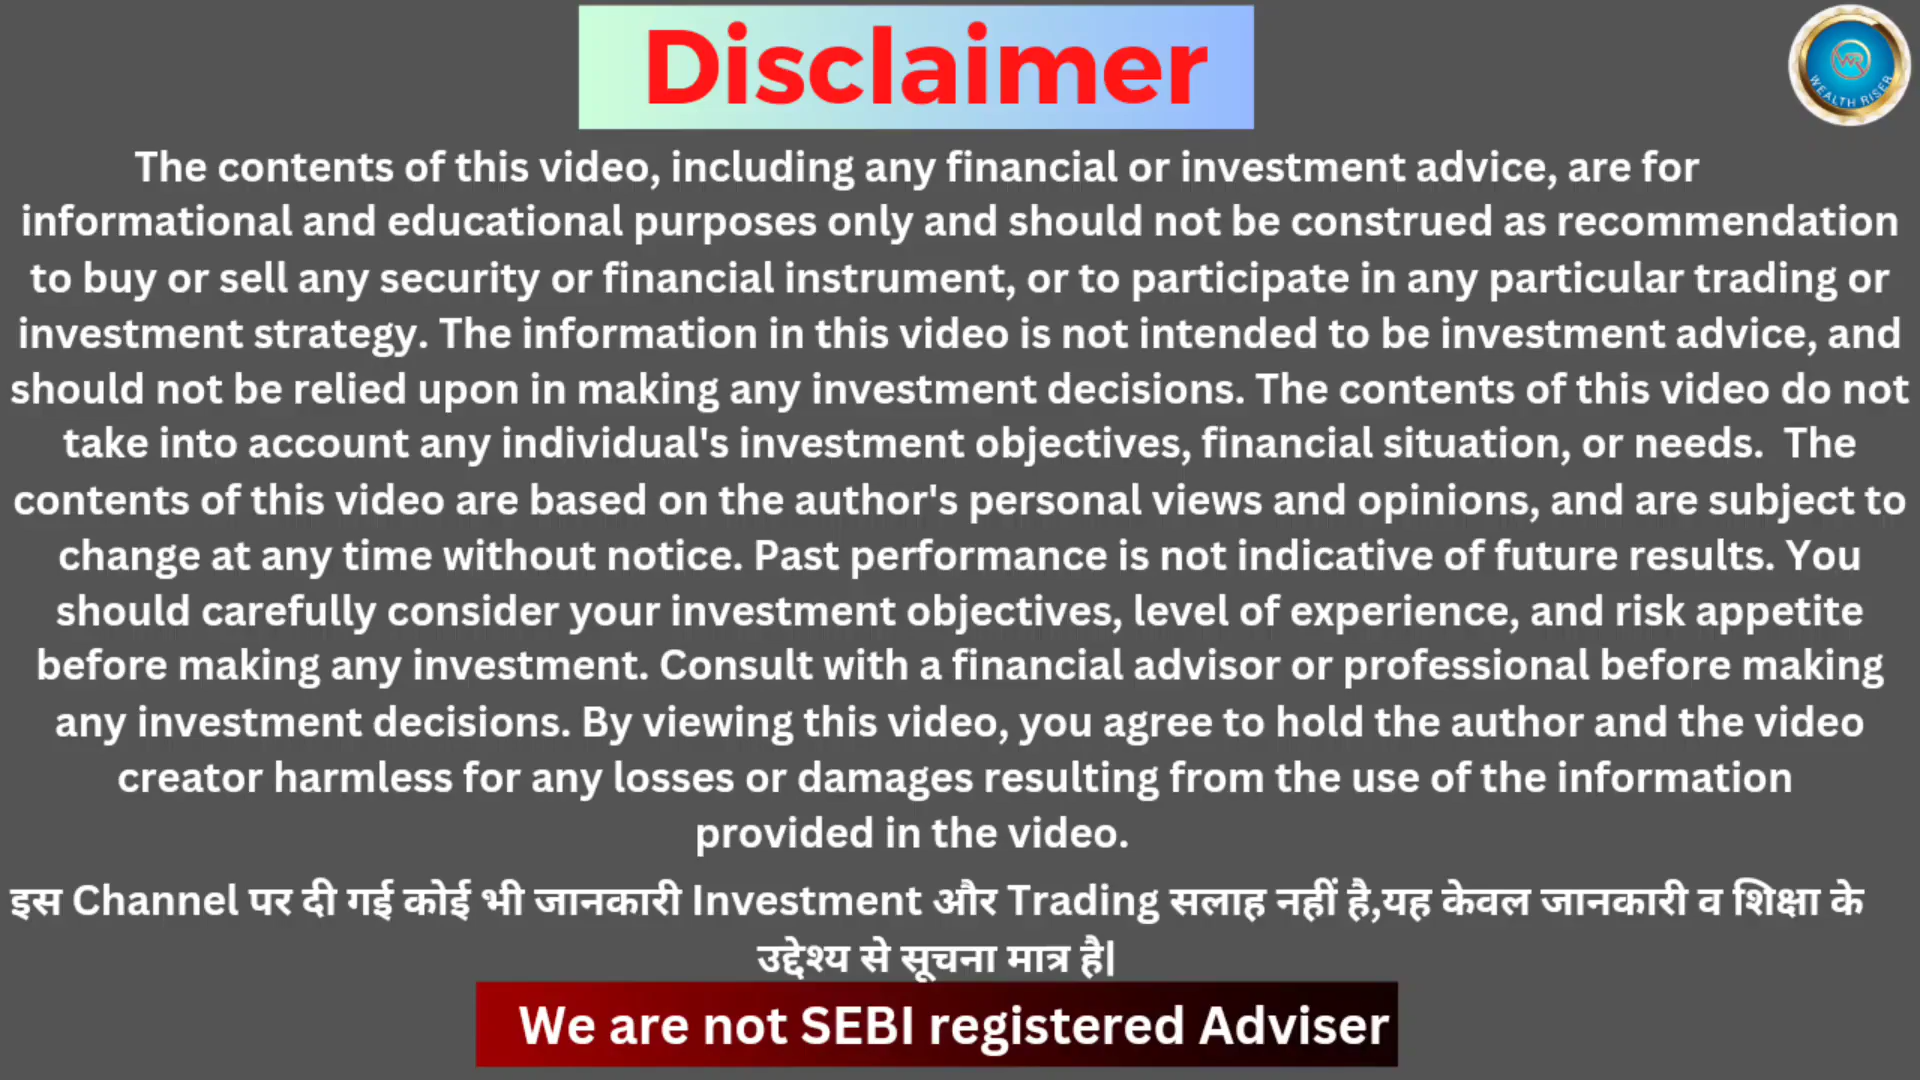 Disclaimer
WR
WEALTH RISER
The contents of this video, including any financial or investment advice, are for
informational and educational purposes only and should not be construed as recommendation
to buy or sell any security or financial instrument, or to participate in any particular trading or
investment strategy. The information in this video is not intended to be investment advice, and
should not be relied upon in making any investment decisions. The contents of this video do not
take into account any individual's investment objectives, financial situation, or needs.  The
contents of this video are based on the author's personal views and opinions, and are subject to
change at any time without notice. Past performance is not indicative of future results. You
should carefully consider your investment objectives, level of experience, and risk appetite
before making any investment. Consult with a financial advisor or professional before making
any investment decisions. By viewing this video, you agree to hold the author and the video
creator harmless for any losses or damages resulting from the use of the information
provided in the video.
इस Channel पर दी गई कोई भी जानकारी Investment और Trading सलाह नहीं है,यह केवल जानकारी व शिक्षा के
उद्देश्य से सूचना मात्र है|
We are not SEBI registered Adviser